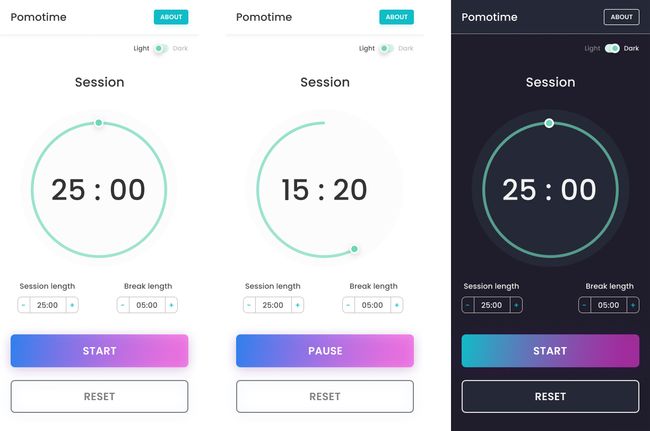 Pomotime ABOUT
Light Dark
Session
25 : 00
Session length Break length
- 25:00 + - 05:00 +
START
RESET
Pomotime ABOUT
Light Dark
Session
15 : 20
Session length Break length
- 25:00 + - 05:00 +
PAUSE
RESET
Pomotime ABOUT
Light Dark
Session
25 : 00
Session length Break length
- 25:00 + - 05:00 +
START
RESET